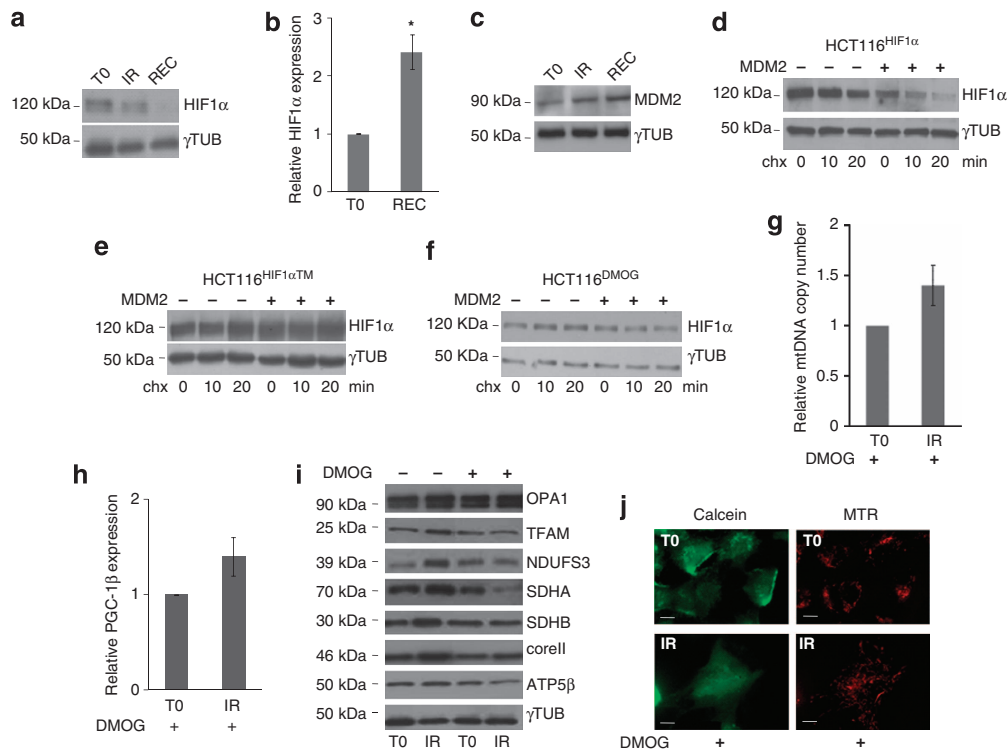 a
T0 IR REC
120 kDa HIF1α
50 kDa γTUB
b
Relative HIF1α expression
3
2
1
0
*
T0 REC
c
T0 IR REC
90 kDa MDM2
50 kDa γTUB
d
HCT116HIF1α
MDM2 – – – + + +
120 kDa HIF1α
50 kDa γTUB
chx 0 10 20 0 10 20 min
e
HCT116HIF1αTM
MDM2 – – – + + +
120 kDa HIF1α
50 kDa γTUB
chx 0 10 20 0 10 20 min
f
HCT116DMOG
MDM2 – – – + + +
120 KDa HIF1α
50 KDa γTUB
chx 0 10 20 0 10 20 min
g
Relative mtDNA copy number
2
1.5
1
0.5
0
T0 IR
DMOG + +
h
Relative PGC-1β expression
2
1
0
T0 IR
DMOG + +
i
DMOG – – + +
90 kDa OPA1
25 kDa TFAM
39 kDa NDUFS3
70 kDa SDHA
30 kDa SDHB
46 kDa coreII
50 kDa ATP5β
50 kDa γTUB
T0 IR T0 IR
j
Calcein MTR
T0 T0
IR IR
DMOG + +